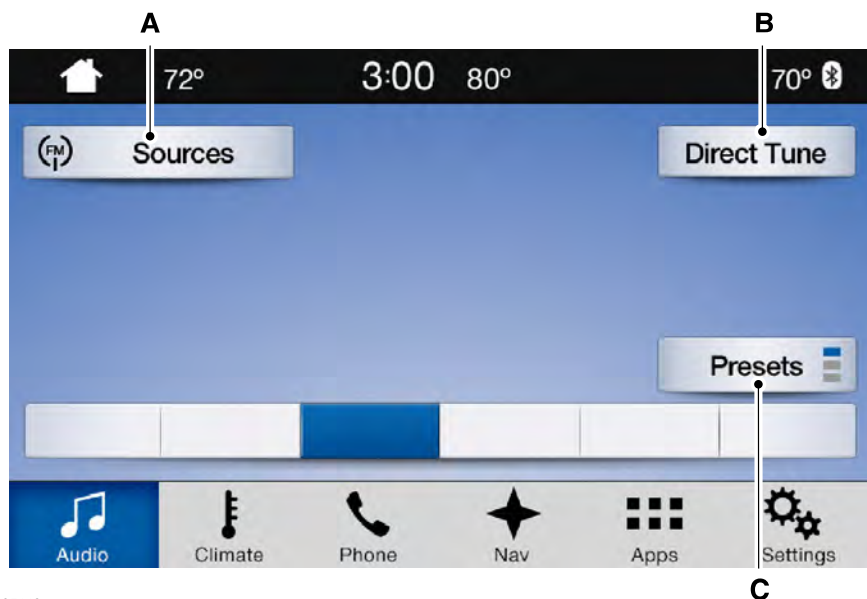 A B
72° 3:00 80° 70°
FM Sources Direct Tune
Presets
Audio Climate Phone Nav Apps Settings
C